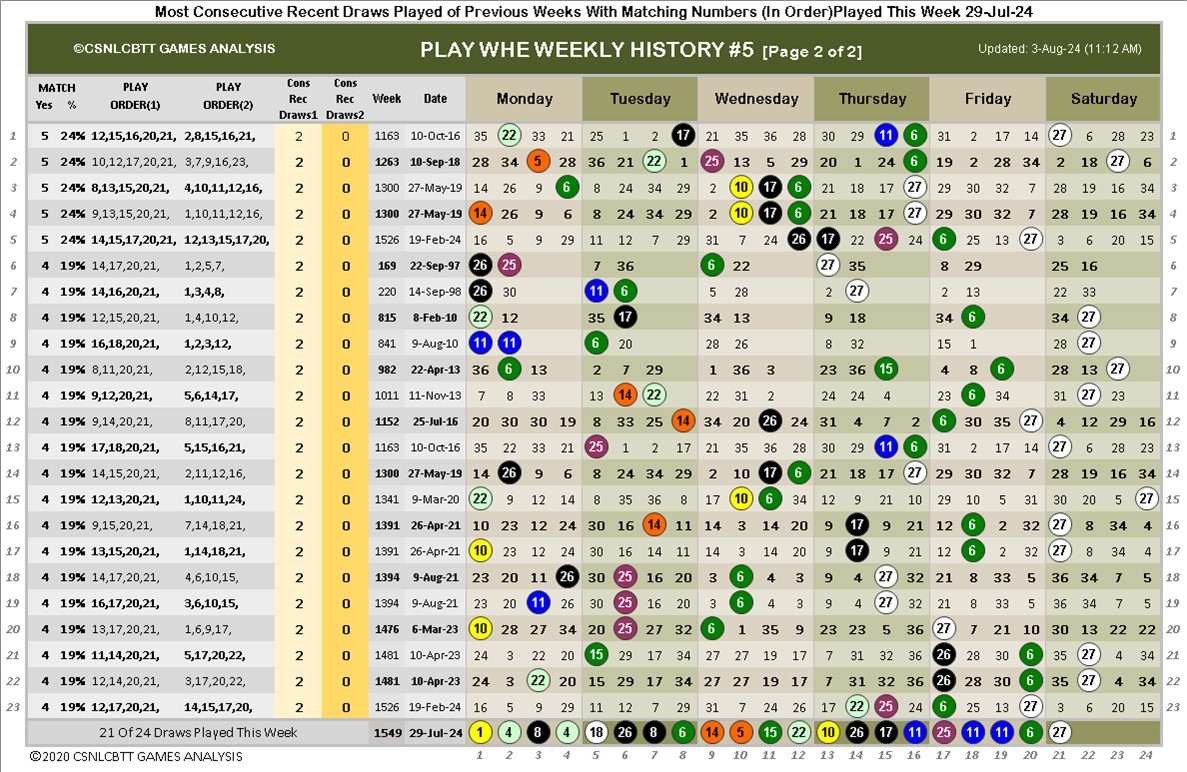 Most Consecutive Recent Draws Played of Previous Weeks With Matching Numbers (In Order)Played This Week 29-Jul-24
©CSNLCBTT GAMES ANALYSIS PLAY WHE WEEKLY HISTORY #5 [Page 2 of 2] Updated: 3-Aug-24 (11:12 AM)
MATCH Yes % PLAY ORDER(1) PLAY ORDER(2) Cons Rec Draws1 Cons Rec Draws2 Week Date Monday Tuesday Wednesday Thursday Friday Saturday
1 5 24% 12,15,16,20,21, 2,8,15,16,21, 2 0 1163 10-Oct-16 35 22 33 21 25 1 2 17 21 35 36 28 30 29 11 6 31 2 17 14 27 6 28 23 1
2 5 24% 10,12,17,20,21, 3,7,9,16,23, 2 0 1263 10-Sep-18 28 34 5 28 36 21 22 1 25 13 5 29 20 1 24 6 19 2 28 34 2 18 23 6 2
3 5 24% 8,13,15,20,21, 4,10,11,12,16, 2 0 1300 27-May-19 14 26 9 6 8 24 34 29 2 10 17 6 21 18 17 27 29 30 32 7 28 19 16 34 3
4 5 24% 9,13,15,20,21, 1,10,11,12,16, 2 0 1300 27-May-19 14 26 9 6 8 24 34 29 2 10 17 6 21 18 17 27 29 30 32 7 28 19 16 34 4
5 5 24% 14,15,17,20,21, 12,13,15,17,20, 2 0 1526 19-Feb-24 16 5 9 29 11 12 7 29 31 7 24 26 17 22 25 24 6 25 13 27 3 6 20 15 5
6 4 19% 14,17,20,21, 1,2,5,7, 2 0 169 22-Sep-97 26 25 7 36 6 22 27 35 8 29 25 16 6
7 4 19% 14,16,20,21, 1,3,4,8, 2 0 220 14-Sep-98 26 30 11 6 5 28 2 27 2 13 22 33 7
8 4 19% 12,15,20,21, 1,4,10,12, 2 0 815 8-Feb-10 22 12 35 17 34 13 9 18 34 6 34 27 8
9 4 19% 16,18,20,21, 1,2,3,12, 2 0 841 9-Aug-10 11 11 6 20 28 26 8 32 15 1 28 27 9
10 4 19% 8,11,20,21, 2,12,15,18, 2 0 982 22-Apr-13 36 6 13 2 7 29 1 36 3 23 36 15 4 8 6 28 13 27 10
11 4 19% 9,12,20,21, 5,6,14,17, 2 0 1011 11-Nov-13 7 8 33 13 14 22 22 31 2 24 24 4 23 6 34 31 27 23 11
12 4 19% 9,14,20,21, 8,11,17,20, 2 0 1152 25-Jul-16 20 30 30 19 8 33 25 14 34 20 26 24 31 4 7 2 6 30 35 27 4 12 29 16 12
13 4 19% 17,18,20,21, 5,15,16,21, 2 0 1163 10-Oct-16 35 22 33 21 25 1 2 17 21 35 36 28 30 29 11 6 31 2 17 14 27 6 28 23 13
14 4 19% 14,15,20,21, 2,11,12,16, 2 0 1300 27-May-19 14 26 9 6 8 24 34 29 2 10 17 6 21 18 17 27 29 30 32 7 28 19 16 34 14
15 4 19% 12,13,20,21, 1,10,11,24, 2 0 1341 9-Mar-20 22 9 12 14 8 35 36 8 17 10 6 34 12 9 21 10 29 10 5 31 30 20 5 27 15
16 4 19% 9,15,20,21, 7,14,18,21, 2 0 1391 26-Apr-21 10 23 12 24 30 16 14 11 14 3 14 20 9 17 9 21 12 6 2 32 27 8 34 4 16
17 4 19% 13,15,20,21, 1,14,18,21, 2 0 1391 26-Apr-21 10 23 12 24 30 16 14 11 14 3 14 20 9 17 9 21 12 6 2 32 27 8 34 4 17
18 4 19% 14,17,20,21, 4,6,10,15, 2 0 1394 9-Aug-21 23 20 11 26 30 25 16 20 3 6 4 3 9 4 27 32 21 8 33 5 36 34 7 5 18
19 4 19% 16,17,20,21, 3,6,10,15, 2 0 1394 9-Aug-21 23 20 11 26 30 25 16 20 3 6 4 3 9 4 27 32 21 8 33 5 36 34 7 5 19
20 4 19% 13,17,20,21, 1,6,9,17, 2 0 1476 6-Mar-23 10 28 27 34 20 25 27 32 6 1 35 9 23 23 5 36 27 7 21 10 30 13 22 22 20
21 4 19% 11,14,20,21, 5,17,20,22, 2 0 1481 10-Apr-23 24 3 22 20 15 29 17 34 27 27 19 17 7 31 32 36 26 28 30 6 35 27 4 34 21
22 4 19% 12,14,20,21, 3,17,20,22, 2 0 1481 10-Apr-23 24 3 22 20 15 29 17 34 27 27 19 17 7 31 32 36 26 28 30 6 35 27 4 34 22
23 4 19% 12,17,20,21, 14,15,17,20, 2 0 1526 19-Feb-24 16 5 9 29 11 12 7 29 31 7 24 26 17 22 25 24 6 25 13 27 3 6 20 15 23
21 Of 24 Draws Played This Week 1549 29-Jul-24 1 4 8 4 18 26 8 6 14 5 15 22 10 26 17 11 25 11 11 6 27
©2020 CSNLCBTT GAMES ANALYSIS 1 2 3 4 5 6 7 8 9 10 11 12 13 14 15 16 17 18 19 20 21 22 23 24